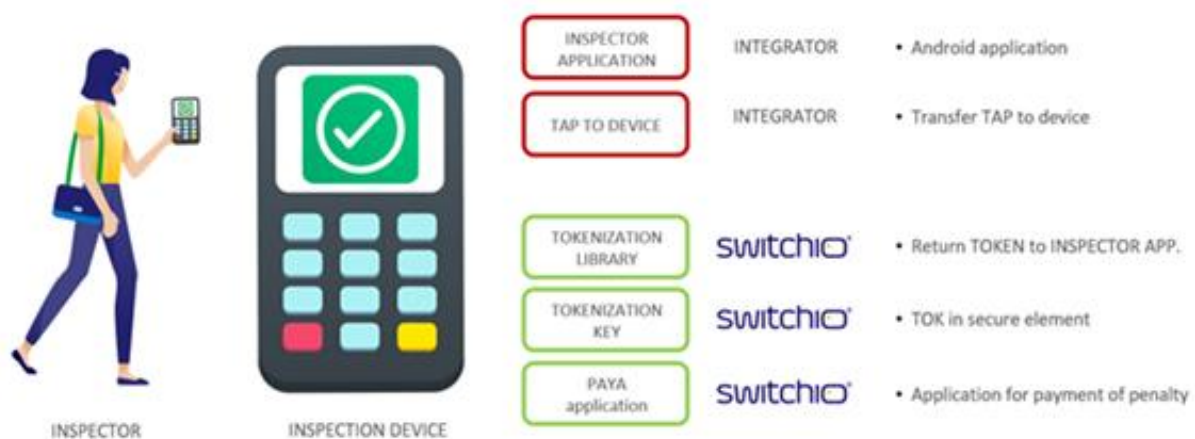 INSPECTOR
APPLICATION
INTEGRATOR
• Android application
TAP TO DEVICE
INTEGRATOR
• Transfer TAP to device
TOKENIZATION
LIBRARY
switchio
• Return TOKEN to INSPECTOR APP.
TOKENIZATION
KEY
switchio
• TOK in secure element
PAYA
application
switchio
• Application for payment of penalty
INSPECTOR
INSPECTION DEVICE